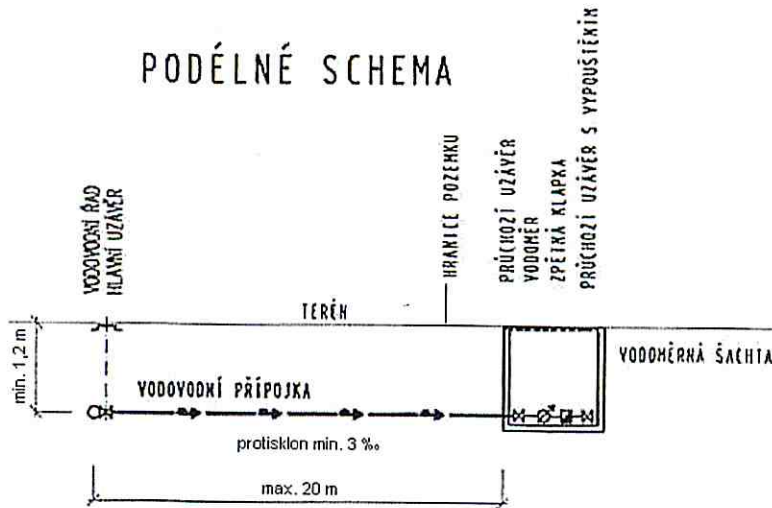 PODÉLNÉ SCHEMA
VODOVODNÍ ŘAD
HLAVNÍ UZÁVĚR
HRANICE POZEMKU
PRŮCHOZÍ UZÁVĚR
VODOMĚR
ZPĚTNÁ KLAPKA
PRŮCHOZÍ UZÁVĚR S VYPOUŠTĚNÍM
TERÉN
VODOMĚRNÁ ŠACHTA
min. 1,2 m
VODOVODNÍ PŘÍPOJKA
protisklon min. 3 ‰
max. 20 m